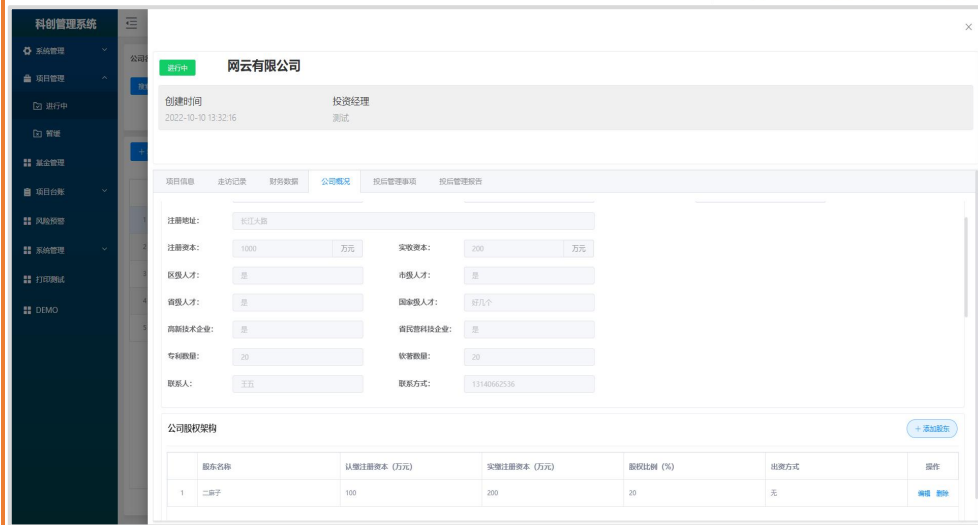 科创管理系统
系统管理
项目管理
进行中
暂缓
基金管理
项目台账
风险预警
系统管理
打印测试
DEMO
进行中 网云有限公司
创建时间 投资经理
2022-10-10 13:32:16 测试
项目信息 走访记录 财务数据 公司概况 投后管理事项 投后管理报告
注册地址: 长江大路
注册资本: 1000 万元 实收资本: 200 万元
区级人才: 是 市级人才: 是
省级人才: 是 国家级人才: 好几个
高新技术企业: 是 省民营科技企业: 是
专利数量: 20 软著数量: 20
联系人: 王五 联系方式: 13140662536
公司股权架构 + 添加股东
股东名称 认缴注册资本（万元） 实缴注册资本（万元） 股权比例（%） 出资方式 操作
1 二麻子 100 200 20 无 编辑 删除